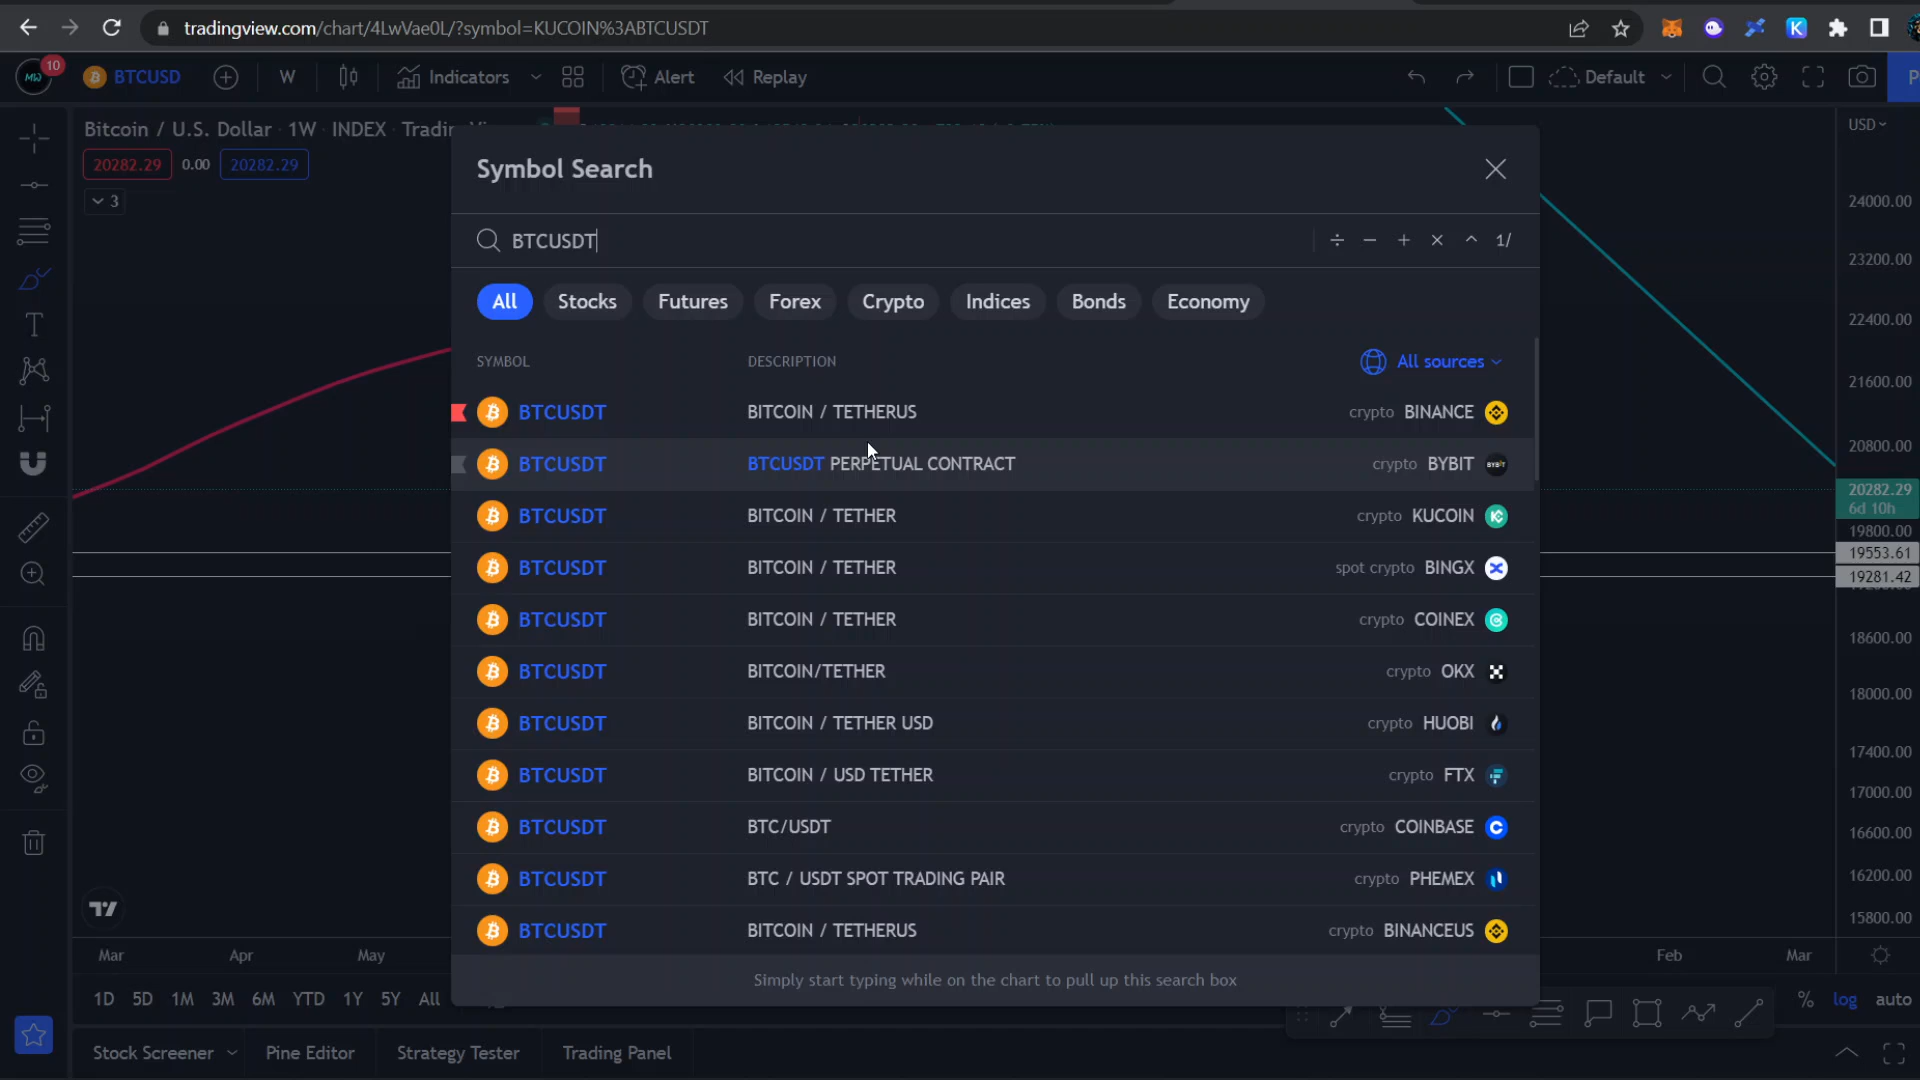 tradingview.com/chart/4LwVae0L/?symbol=KUCOIN%3ABTCUSDT
MW 10 BTCUSD W Indicators Alert Replay Default
Bitcoin / U.S. Dollar · 1W · INDEX · Tradin
USD
20282.29 0.00 20282.29
3
Symbol Search
BTCUSDT
÷ − + × ^ 1/
All Stocks Futures Forex Crypto Indices Bonds Economy
SYMBOL DESCRIPTION All sources
BTCUSDT BITCOIN / TETHERUS crypto BINANCE
BTCUSDT BTCUSDT PERPETUAL CONTRACT crypto BYBIT
BTCUSDT BITCOIN / TETHER crypto KUCOIN
BTCUSDT BITCOIN / TETHER spot crypto BINGX
BTCUSDT BITCOIN / TETHER crypto COINEX
BTCUSDT BITCOIN/TETHER crypto OKX
BTCUSDT BITCOIN / TETHER USD crypto HUOBI
BTCUSDT BITCOIN / USD TETHER crypto FTX
BTCUSDT BTC/USDT crypto COINBASE
BTCUSDT BTC / USDT SPOT TRADING PAIR crypto PHEMEX
BTCUSDT BITCOIN / TETHERUS crypto BINANCEUS
Simply start typing while on the chart to pull up this search box
24000.00
23200.00
22400.00
21600.00
20800.00
20282.29
6d 10h
19800.00
19553.61
19281.42
18600.00
18000.00
17400.00
17000.00
16600.00
16200.00
15800.00
Mar Apr May Feb Mar
1D 5D 1M 3M 6M YTD 1Y 5Y All % log auto
Stock Screener Pine Editor Strategy Tester Trading Panel